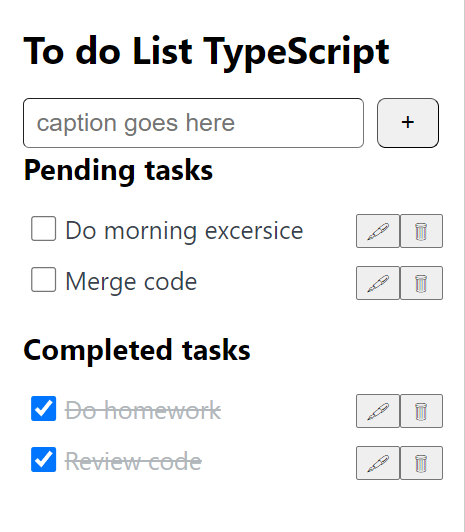 To do List TypeScript
caption goes here
+
Pending tasks
Do morning excersice
Merge code
Completed tasks
Do homework
Review code